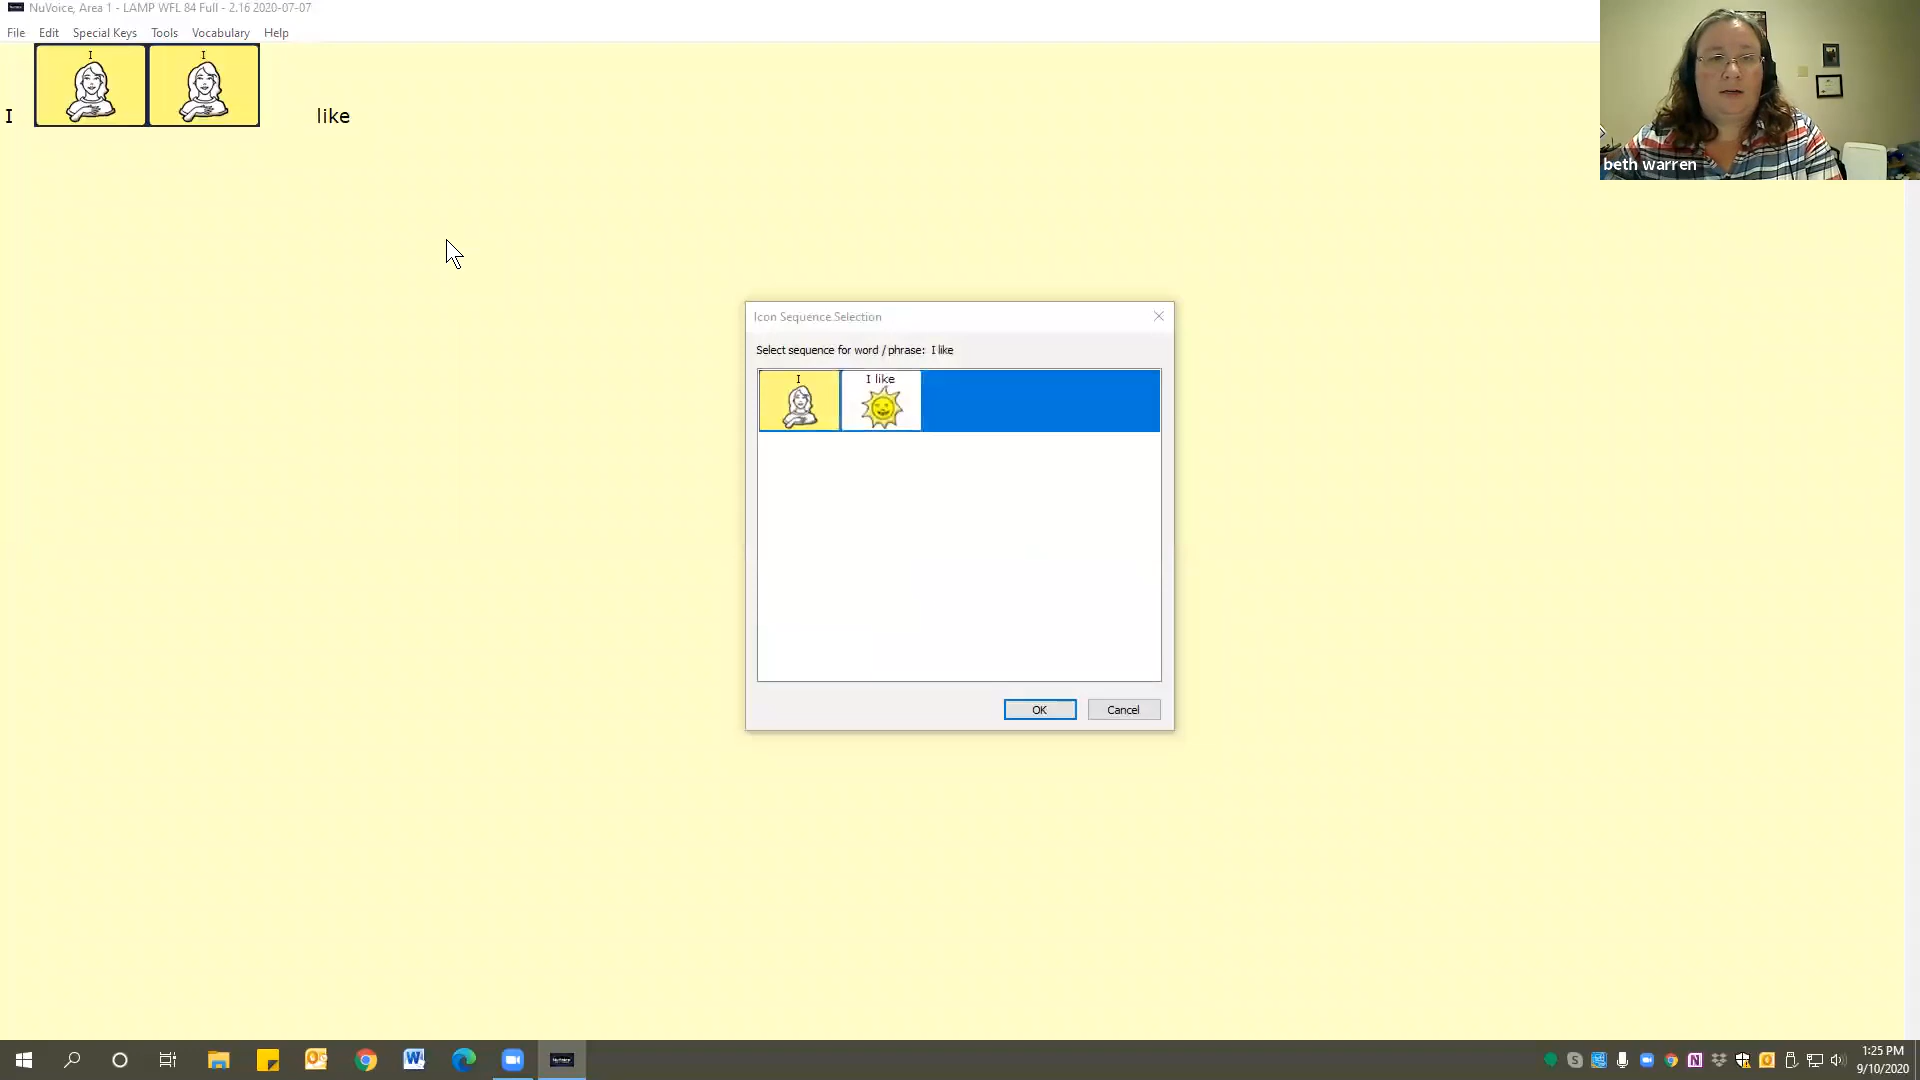 NuVoice, Area 1 - LAMP WFL 84 Full - 2.16 2020-07-07
File Edit Special Keys Tools Vocabulary Help
I I
I like
beth warren
Icon Sequence Selection
Select sequence for word / phrase: I like
I I like
OK Cancel
1:25 PM
9/10/2020